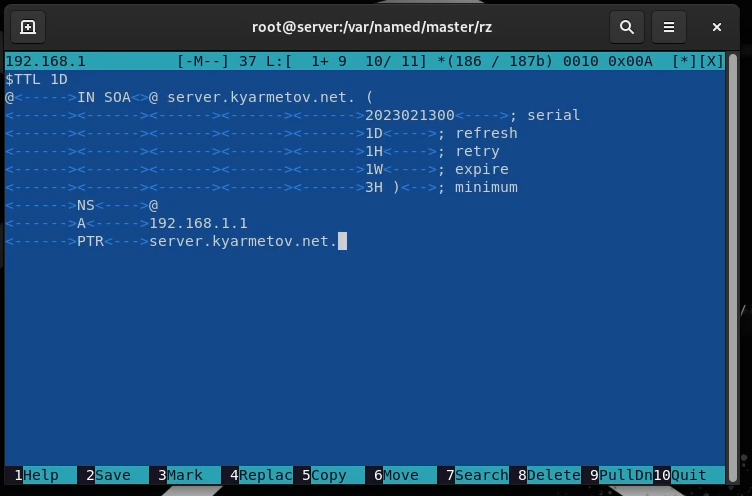 root@server:/var/named/master/rz
192.168.1 [-M--] 37 L:[ 1+ 9 10/ 11] *(186 / 187b) 0010 0x00A [*][X]
$TTL 1D
@<------>IN SOA<>@ server.kyarmetov.net. (
<------><------><------><------><------>2023021300<---->; serial
<------><------><------><------><------>1D<---->; refresh
<------><------><------><------><------>1H<---->; retry
<------><------><------><------><------>1W<---->; expire
<------><------><------><------><------>3H )<-->; minimum
<------>NS<---->@
<------>A<----->192.168.1.1
<------>PTR<--->server.kyarmetov.net.
1Help 2Save 3Mark 4Replac 5Copy 6Move 7Search 8Delete 9PullDn 10Quit